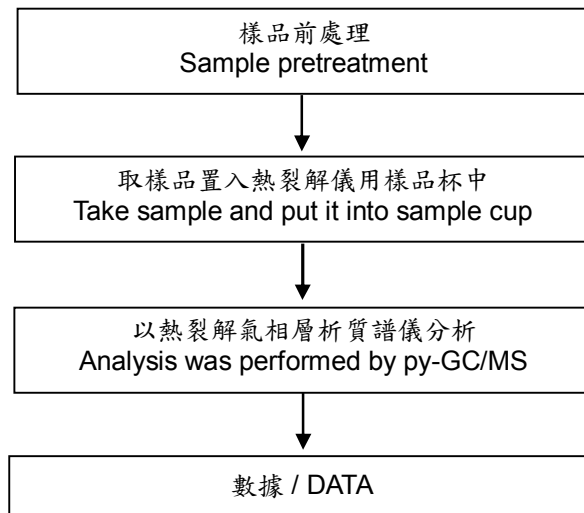 樣品前處理
Sample pretreatment
取樣品置入熱裂解儀用樣品杯中
Take sample and put it into sample cup
以熱裂解氣相層析質譜儀分析
Analysis was performed by py-GC/MS
數據 / DATA